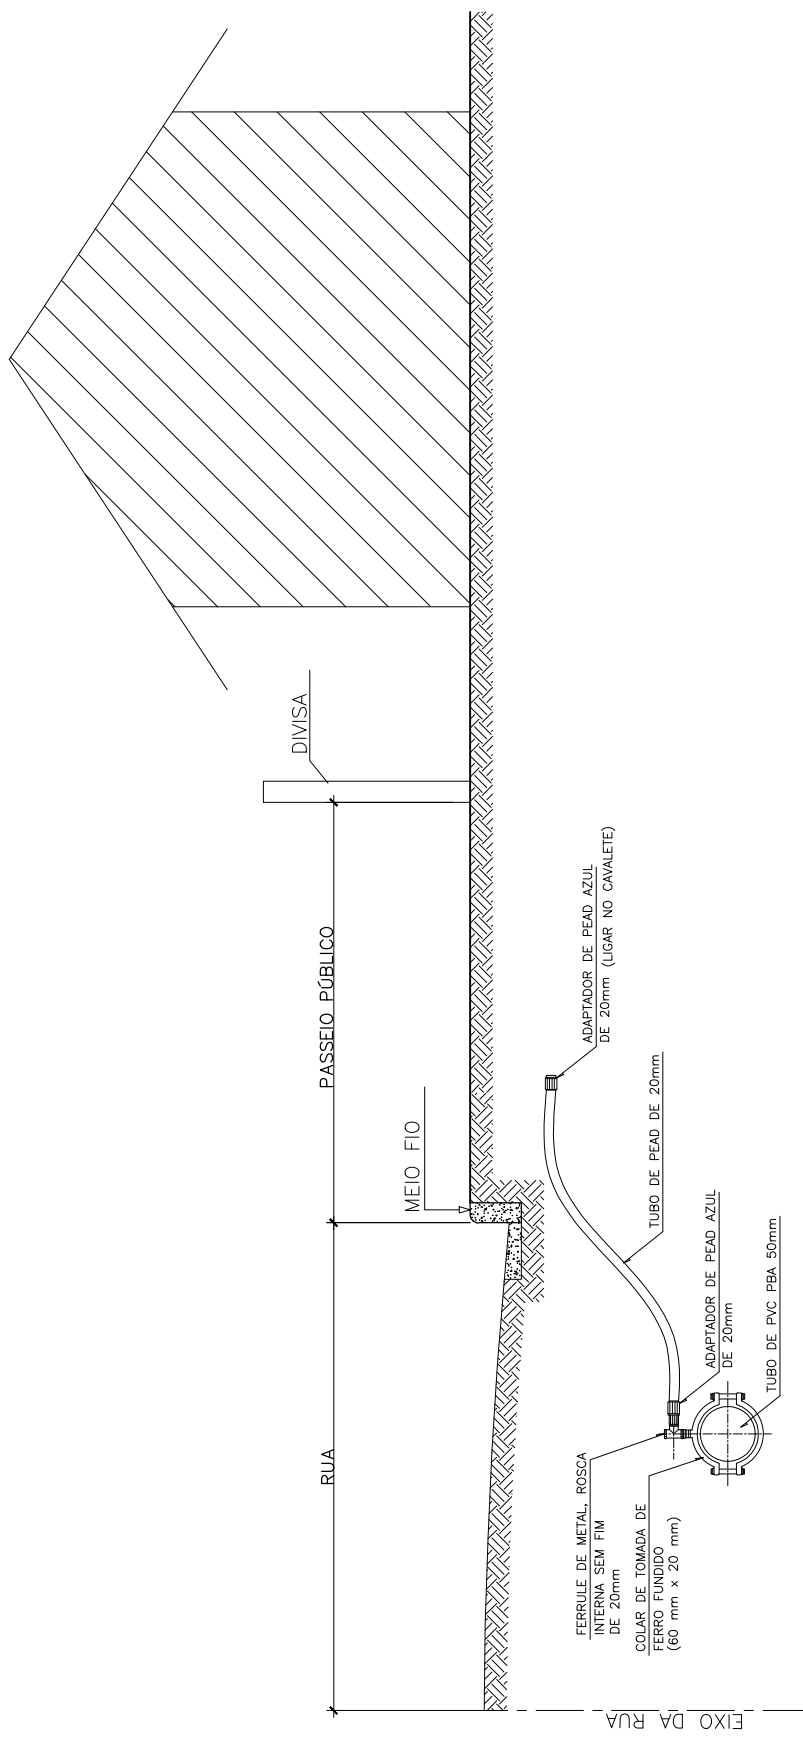 DIVISA
PASSEIO PÚBLICO
MEIO FIO
RUA
ADAPTADOR DE PEAD AZUL
DE 20mm (LIGAR NO CAVALETE)
TUBO DE PEAD DE 20mm
ADAPTADOR DE PEAD AZUL
DE 20mm
TUBO DE PVC PBA 50mm
FERRULE DE METAL, ROSCA
INTERNA SEM FIM
DE 20mm
COLAR DE TOMADA DE
FERRO FUNDIDO
(60 mm x 20 mm)
EIXO DA RUA